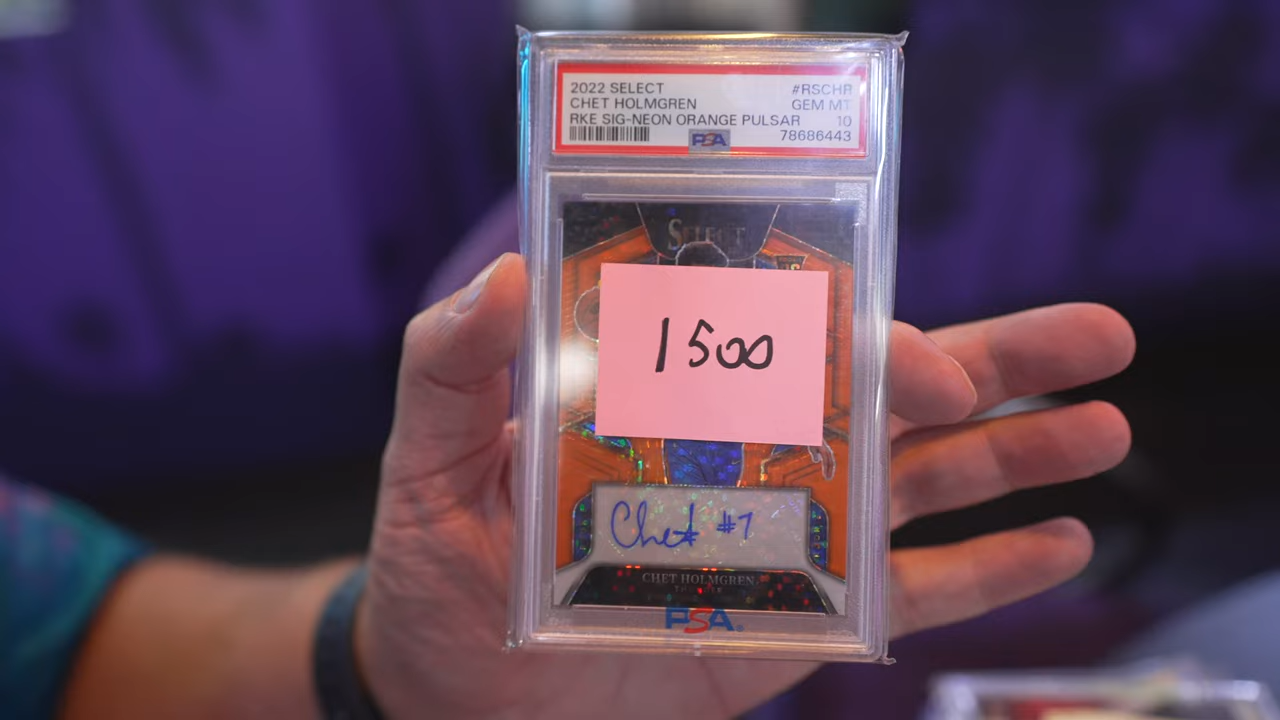 2022 SELECT #RSCHR
CHET HOLMGREN GEM MT
RKE SIG-NEON ORANGE PULSAR 10
PSA 78686443
SELECT
1500
Chet #7
CHET HOLMGREN
PSA